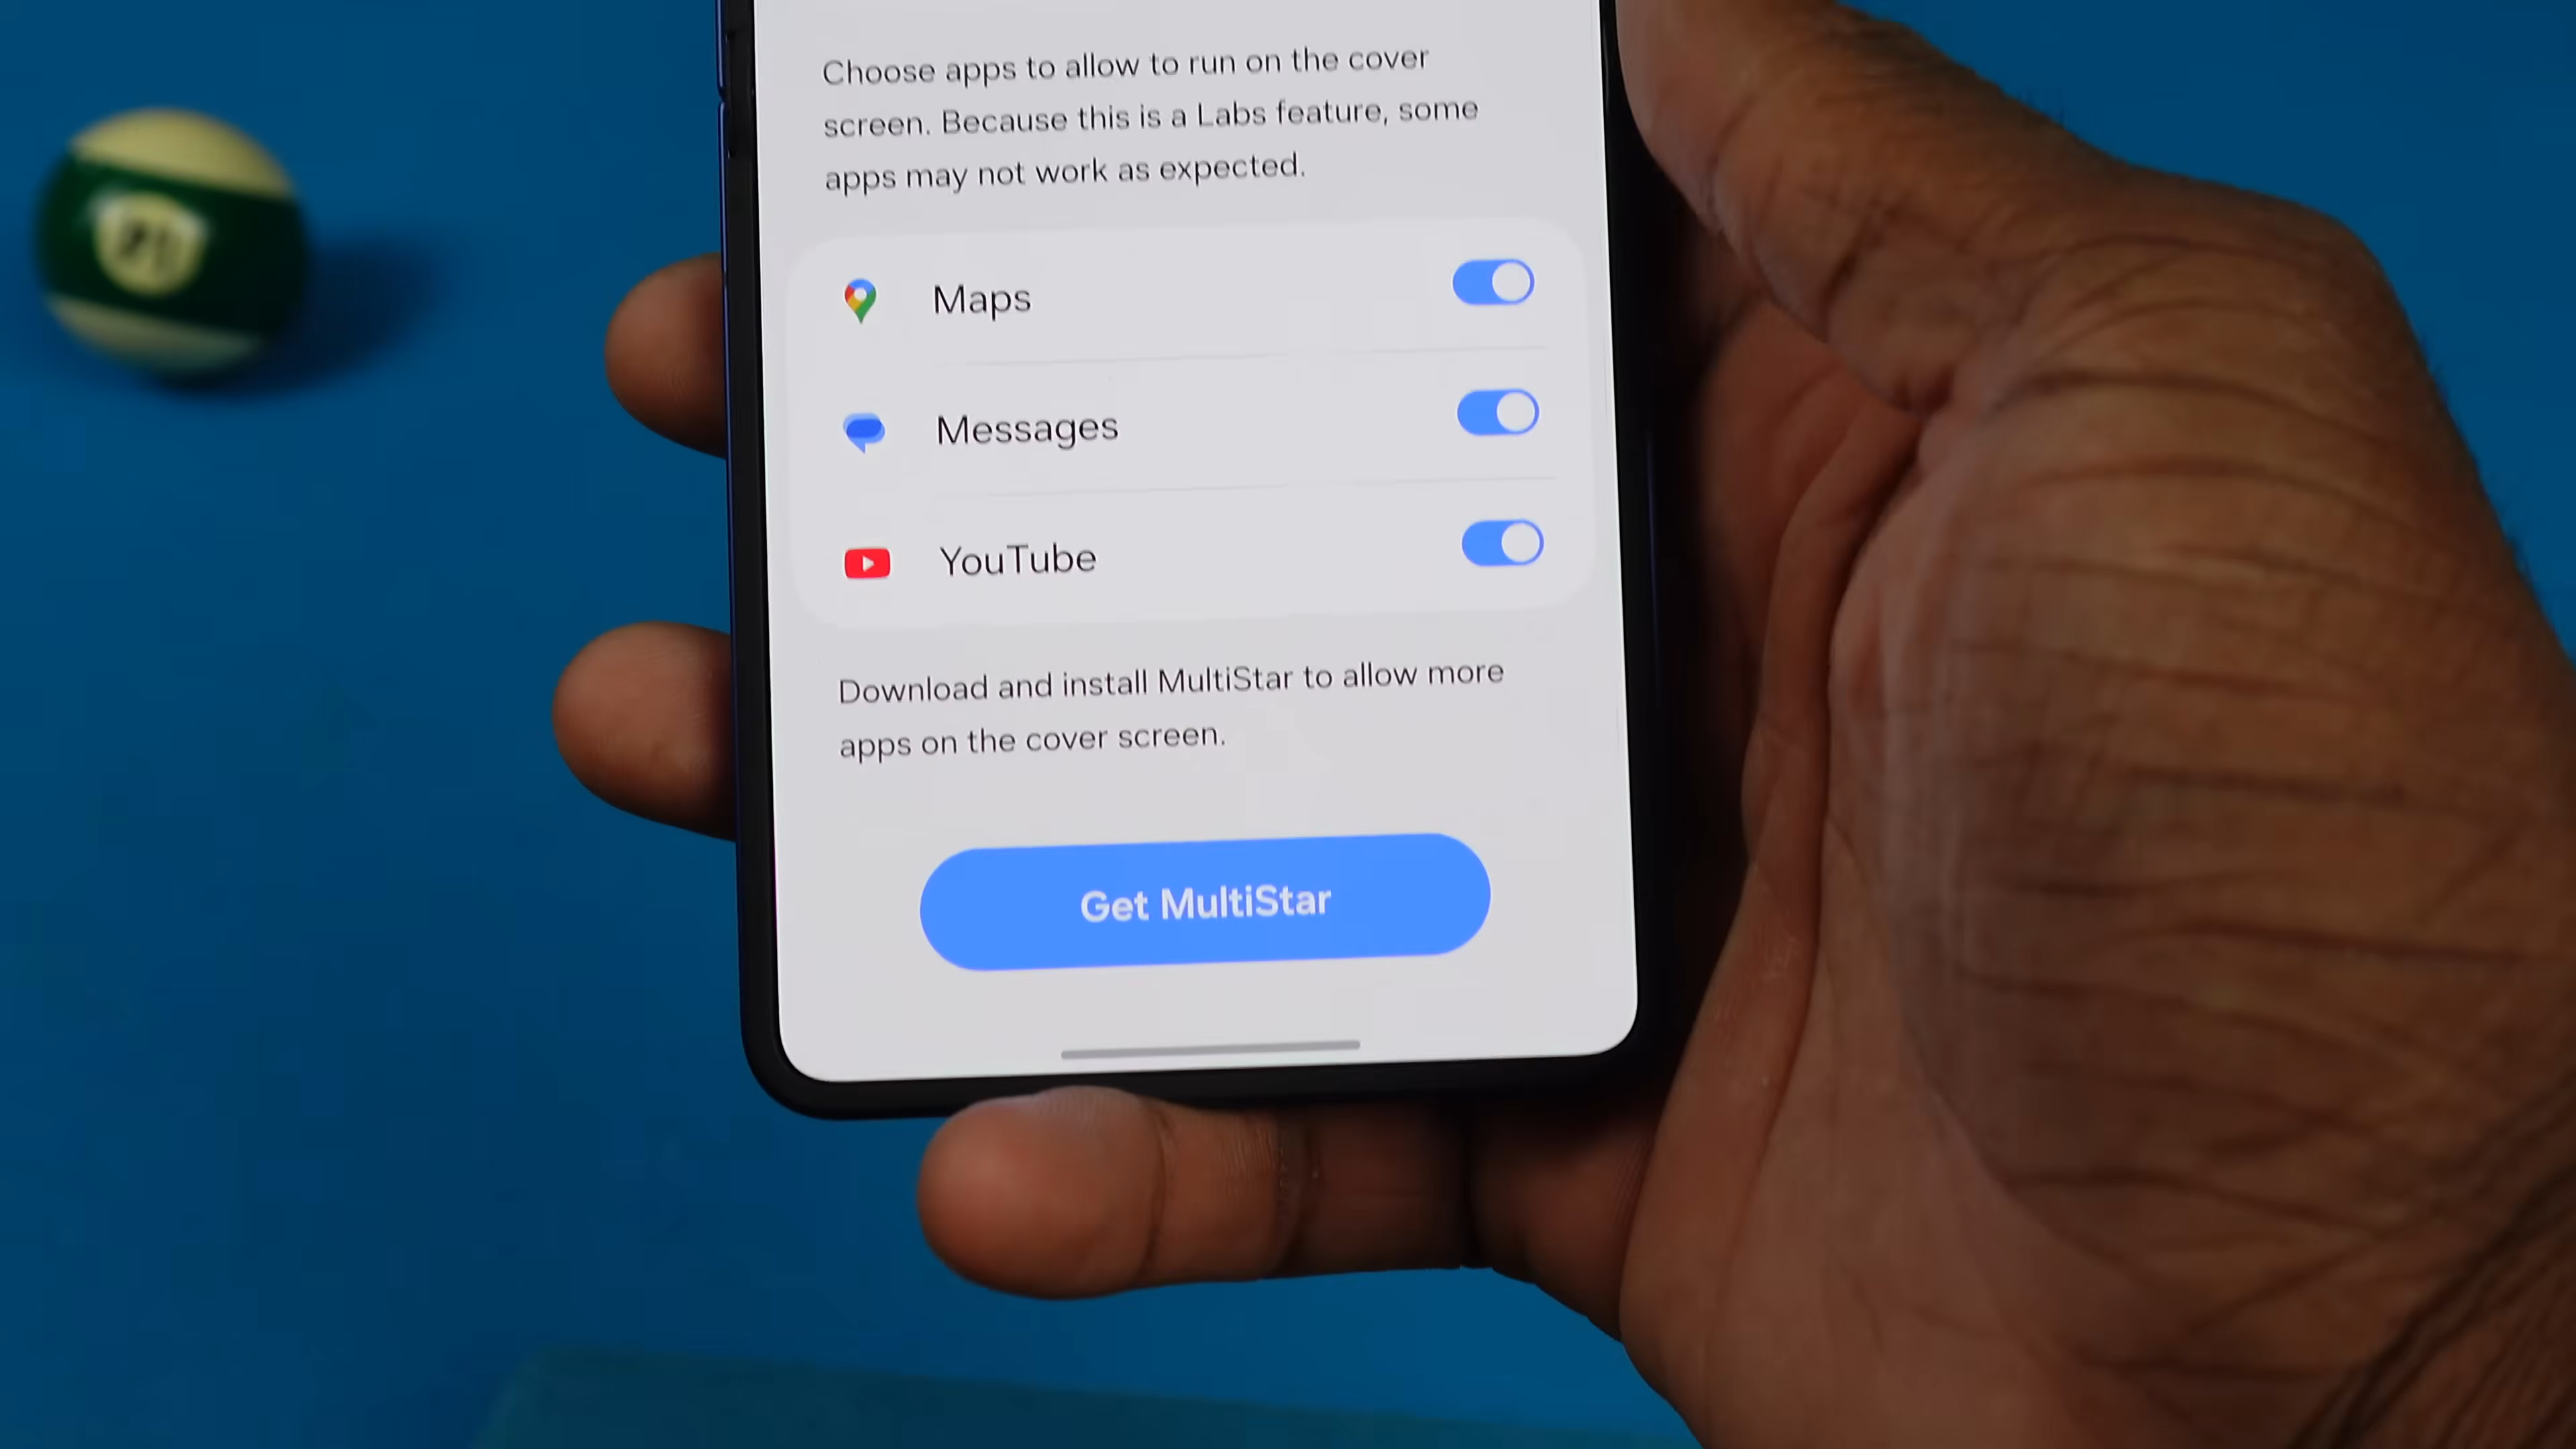 Choose apps to allow to run on the cover
screen. Because this is a Labs feature, some
apps may not work as expected.
Maps
Messages
YouTube
Download and install MultiStar to allow more
apps on the cover screen.
Get MultiStar